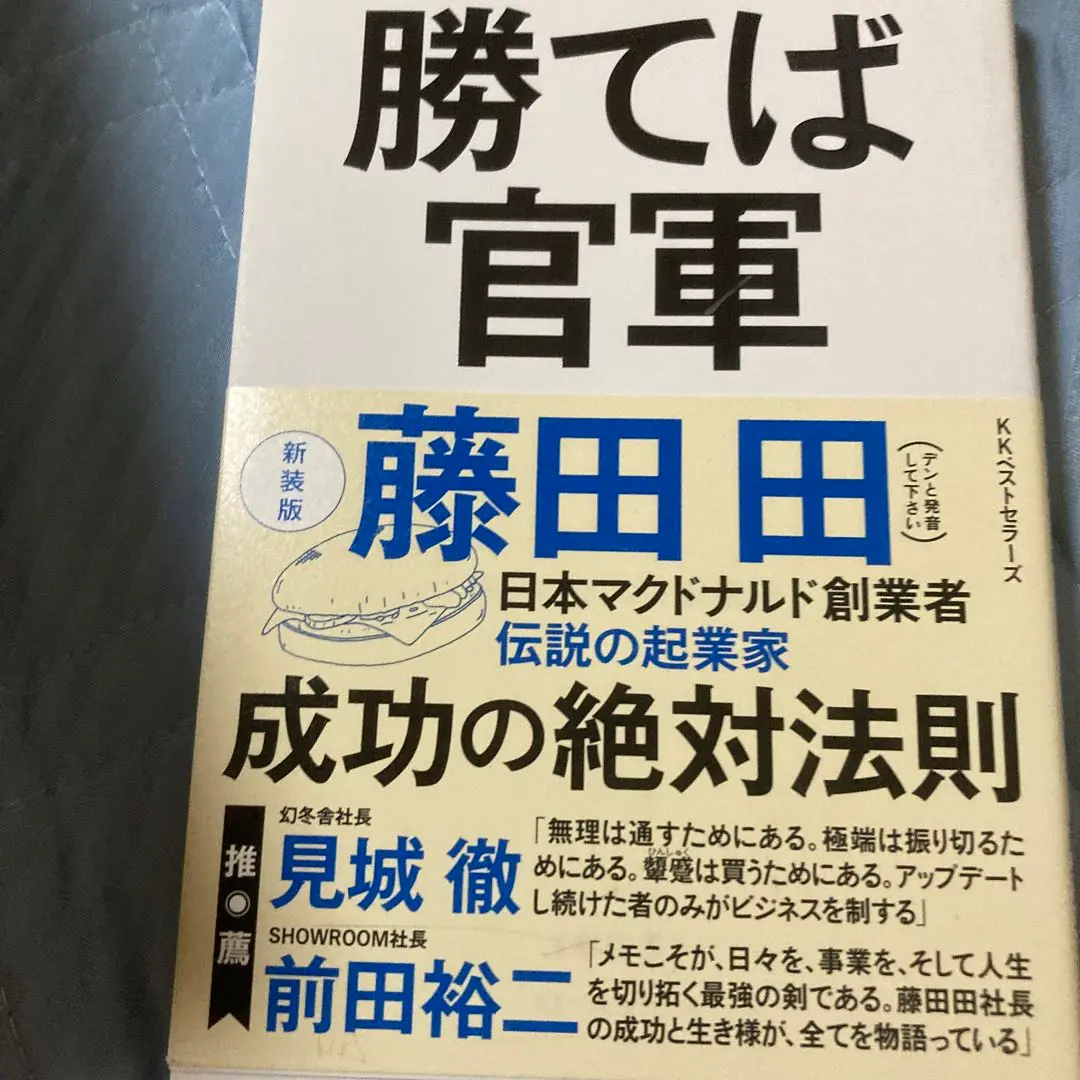 勝てば
官軍
新装版
藤田 田
(デンと発音
して下さい)
KKベストセラーズ
日本マクドナルド創業者
伝説の起業家
成功の絶対法則
推◉薦
幻冬舎社長
見城 徹
「無理は通すためにある。極端は振り切るた
めにある。顰蹙は買うためにある。アップデート
ひんしゅく
し続けた者のみがビジネスを制する」
SHOWROOM社長
前田裕二
「メモこそが、日々を、事業を、そして人生
を切り拓く最強の剣である。藤田田社長
の成功と生き様が、全てを物語っている」